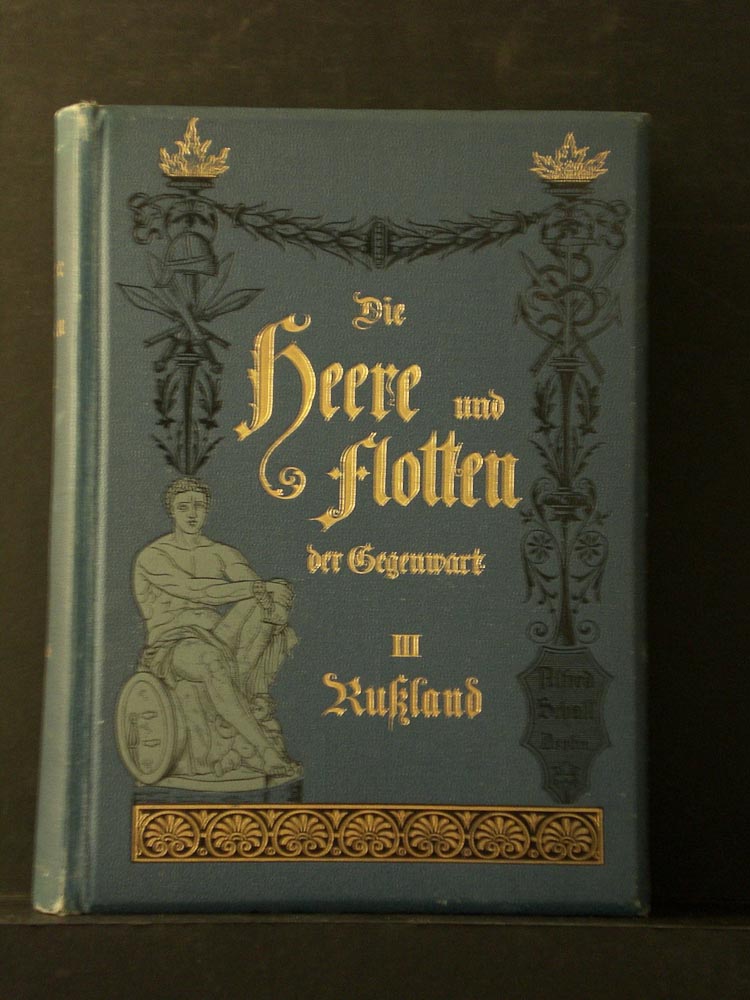 Die
Heere und
Flotten
der Gegenwart
III
Rußland
Alfred
Schall
Berlin